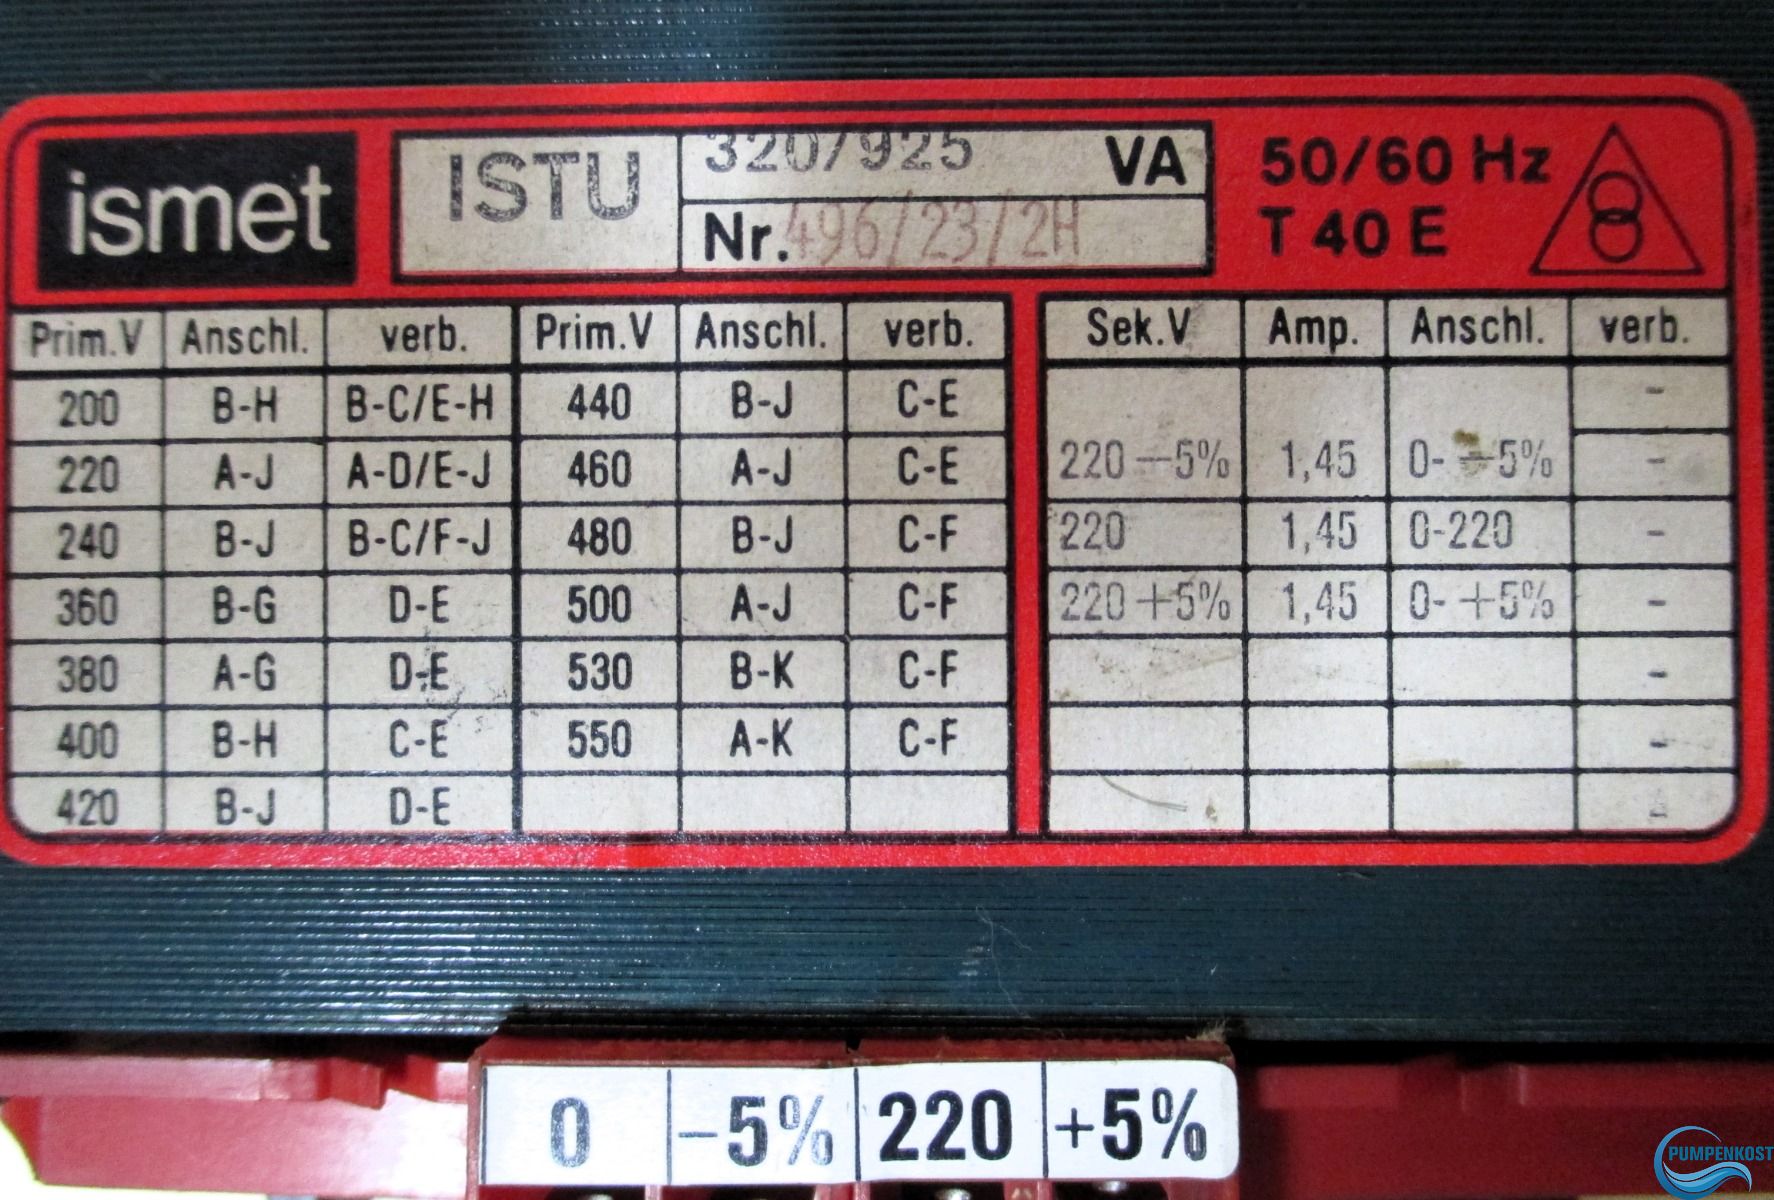 ismet
ISTU
320/925 VA
Nr. 496/23/2H
50/60 Hz
T 40 E
Prim.V Anschl. verb. Prim.V Anschl. verb. Sek.V Amp. Anschl. verb.
200 B-H B-C/E-H 440 B-J C-E -
220 A-J A-D/E-J 460 A-J C-E 220 -5% 1,45 0- -5% -
240 B-J B-C/F-J 480 B-J C-F 220 1,45 0-220 -
360 B-G D-E 500 A-J C-F 220 +5% 1,45 0- +5% -
380 A-G D-E 530 B-K C-F -
400 B-H C-E 550 A-K C-F -
420 B-J D-E -
0 -5% 220 +5%
PUMPENKOST